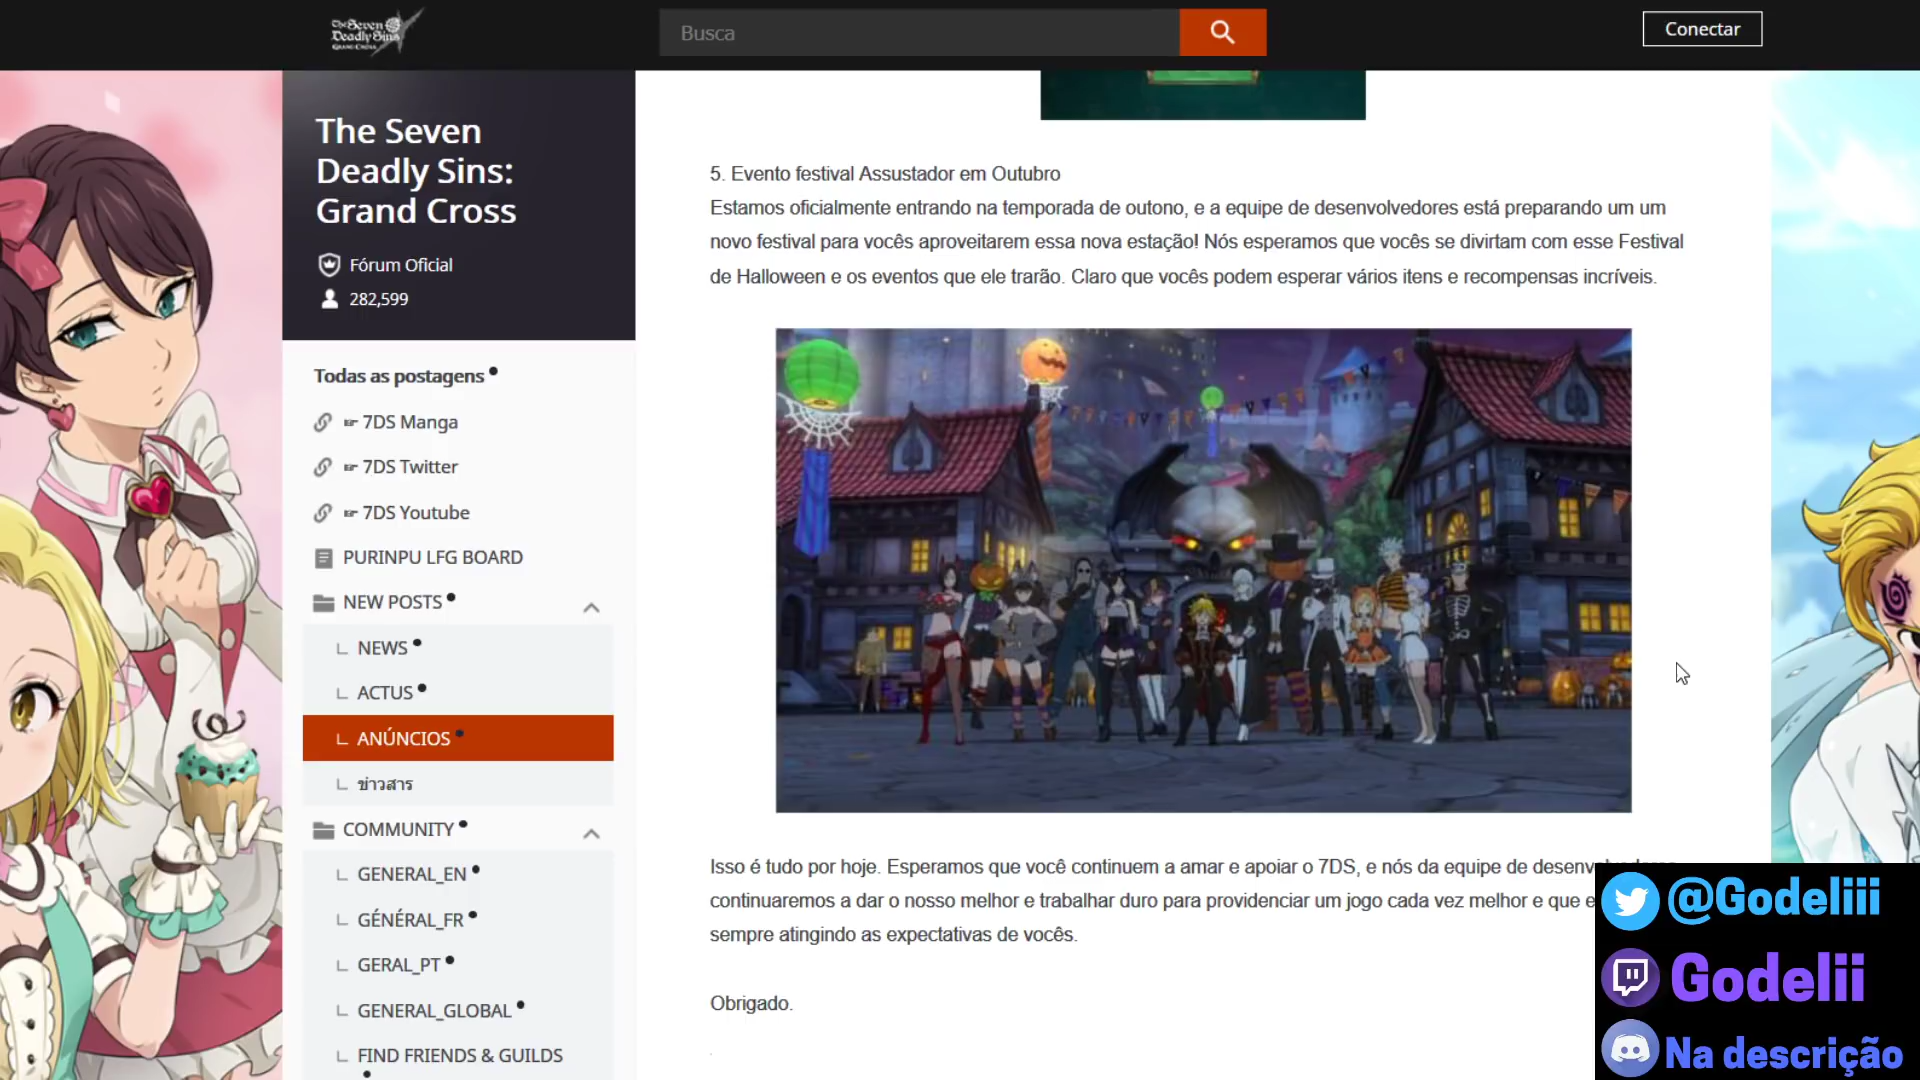 The Seven
Deadly Sins
GRAND CROSS
Busca
Conectar
The Seven
Deadly Sins:
Grand Cross
Fórum Oficial
282,599
Todas as postagens
7DS Manga
7DS Twitter
7DS Youtube
PURINPU LFG BOARD
NEW POSTS
NEWS
ACTUS
ANÚNCIOS
ข่าวสาร
COMMUNITY
GENERAL_EN
GÉNÉRAL_FR
GERAL_PT
GENERAL_GLOBAL
FIND FRIENDS & GUILDS
5. Evento festival Assustador em Outubro
Estamos oficialmente entrando na temporada de outono, e a equipe de desenvolvedores está preparando um um
novo festival para vocês aproveitarem essa nova estação! Nós esperamos que vocês se divirtam com esse Festival
de Halloween e os eventos que ele trarão. Claro que vocês podem esperar vários itens e recompensas incríveis.
Isso é tudo por hoje. Esperamos que você continuem a amar e apoiar o 7DS, e nós da equipe de desenvolvedores
continuaremos a dar o nosso melhor e trabalhar duro para providenciar um jogo cada vez melhor e que e
sempre atingindo as expectativas de vocês.
Obrigado.
@Godeliii
Godelii
Na descrição